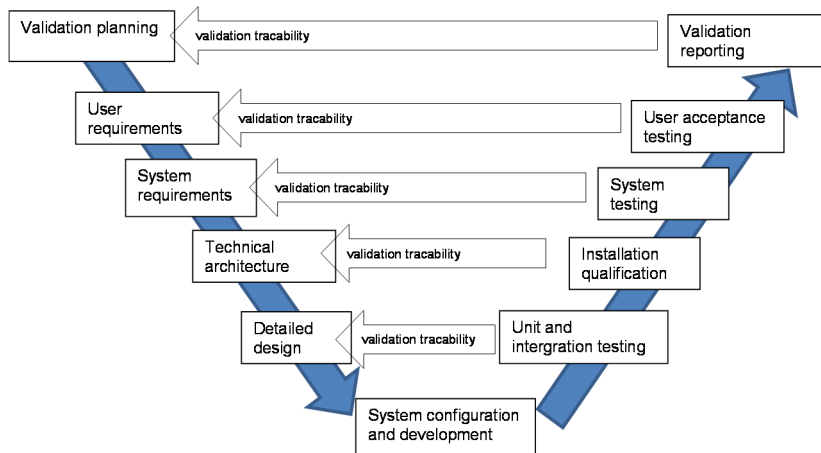 Validation planning
validation tracability
Validation
reporting
User
requirements
validation tracability
User acceptance
testing
System
requirements
validation tracability
System
testing
Technical
architecture
validation tracability
Installation
qualification
Detailed
design
validation tracability
Unit and
intergration testing
System configuration
and development